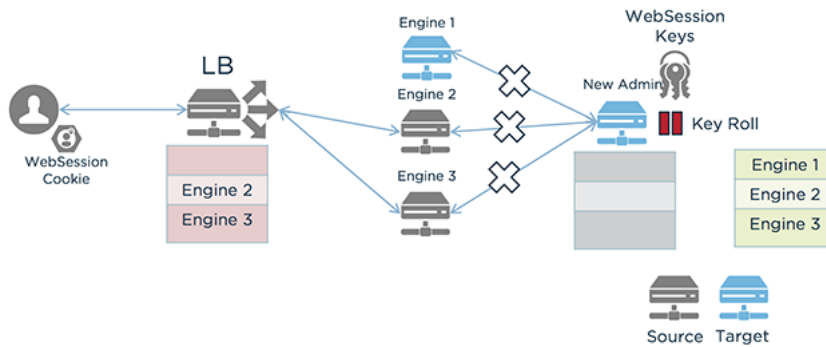 Engine 1
WebSession
Keys
LB
New Admin
Engine 2
Key Roll
WebSession
Cookie
Engine 3
Engine 2
Engine 3
Engine 1
Engine 2
Engine 3
Source
Target